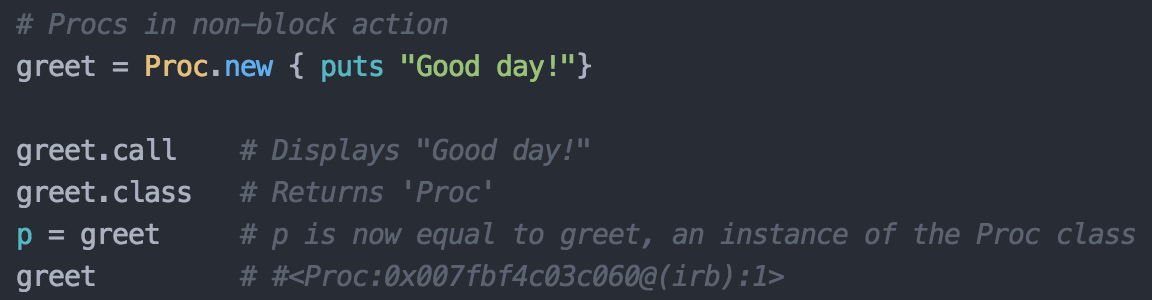 # Procs in non-block action
greet = Proc.new { puts "Good day!"}
greet.call    # Displays "Good day!"
greet.class   # Returns 'Proc'
p = greet     # p is now equal to greet, an instance of the Proc class
greet         # #<Proc:0x007fbf4c03c060@(irb):1>